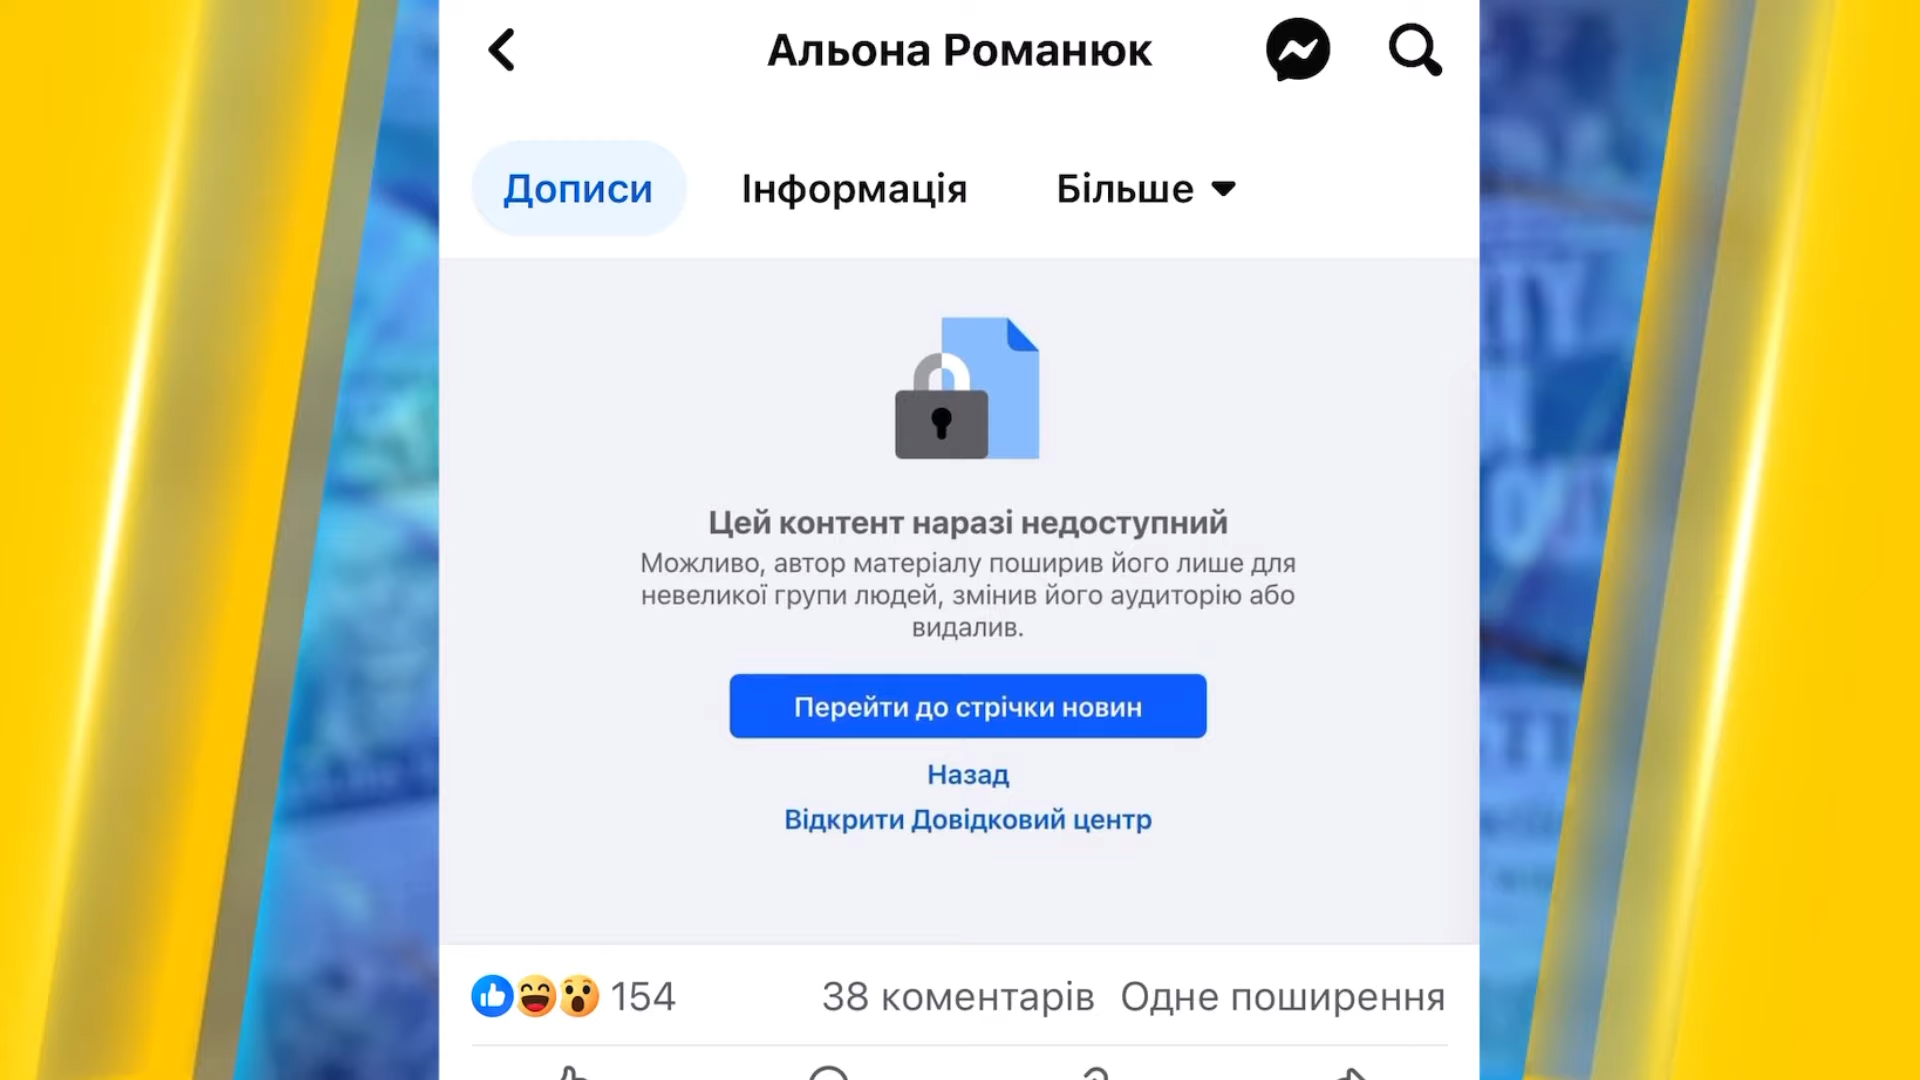 Альона Романюк
Дописи Інформація Більше
Цей контент наразі недоступний
Можливо, автор матеріалу поширив його лише для
невеликої групи людей, змінив його аудиторію або
видалив.
Перейти до стрічки новин
Назад
Відкрити Довідковий центр
154 38 коментарів Одне поширення